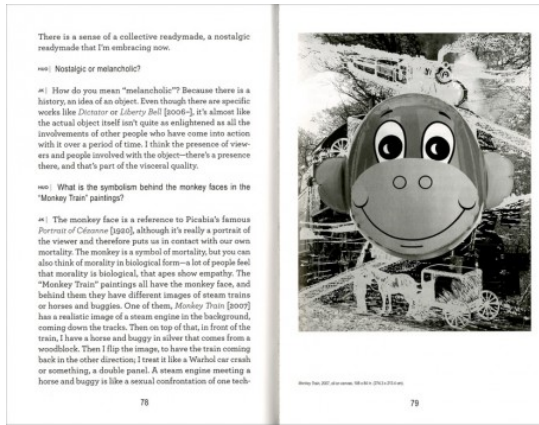 There is a sense of a collective readymade, a nostalgic
readymade that I'm embracing now.
HUO| Nostalgic or melancholic?
JK| How do you mean "melancholic"? Because there is a
history, an idea of an object. Even though there are specific
works like Dictator or Liberty Bell [2006–], it's almost like
the actual object itself isn't quite as enlightened as all the
involvements of other people who have come into action
with it over a period of time. I think the presence of view-
ers and people involved with the object—there's a presence
there, and that's part of the visceral quality.
HUO| What is the symbolism behind the monkey faces in the
"Monkey Train" paintings?
JK| The monkey face is a reference to Picabia's famous
Portrait of Cézanne [1920], although it's really a portrait of
the viewer and therefore puts us in contact with our own
mortality. The monkey is a symbol of mortality, but you can
also think of morality in biological form—a lot of people feel
that morality is biological, that apes show empathy. The
"Monkey Train" paintings all have the monkey face, and
behind them they have different images of steam trains
or horses and buggies. One of them, Monkey Train [2007]
has a realistic image of a steam engine in the background,
coming down the tracks. Then on top of that, in front of the
train, I have a horse and buggy in silver that comes from a
woodblock. Then I flip the image, to have the train coming
back in the other direction; I treat it like a Warhol car crash
or something, a double panel. A steam engine meeting a
horse and buggy is like a sexual confrontation of one tech-
78
Monkey Train, 2007, oil on canvas,
79